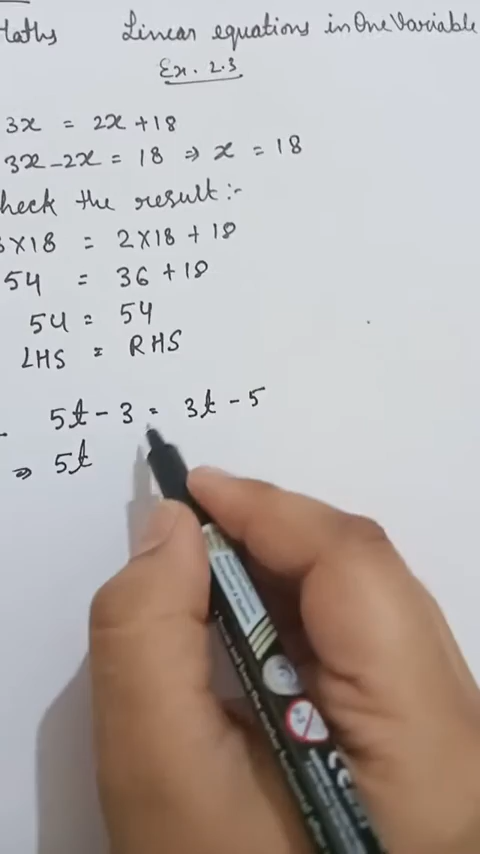 Maths Linear equations in One Variable
Ex. 2.3
3x = 2x + 18
3x - 2x = 18 ⇒ x = 18
heck the result :-
3 × 18 = 2 × 18 + 18
54 = 36 + 18
54 = 54
LHS = RHS
5t - 3 = 3t - 5
⇒ 5t